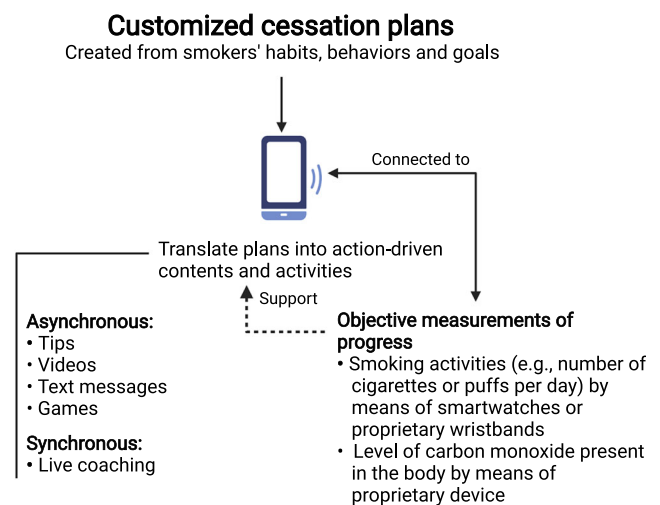 Customized cessation plans
Created from smokers' habits, behaviors and goals
Connected to
Translate plans into action-driven
contents and activities
Support
Asynchronous:
• Tips
• Videos
• Text messages
• Games
Synchronous:
• Live coaching
Objective measurements of
progress
• Smoking activities (e.g., number of
cigarettes or puffs per day) by
means of smartwatches or
proprietary wristbands
• Level of carbon monoxide present
in the body by means of
proprietary device